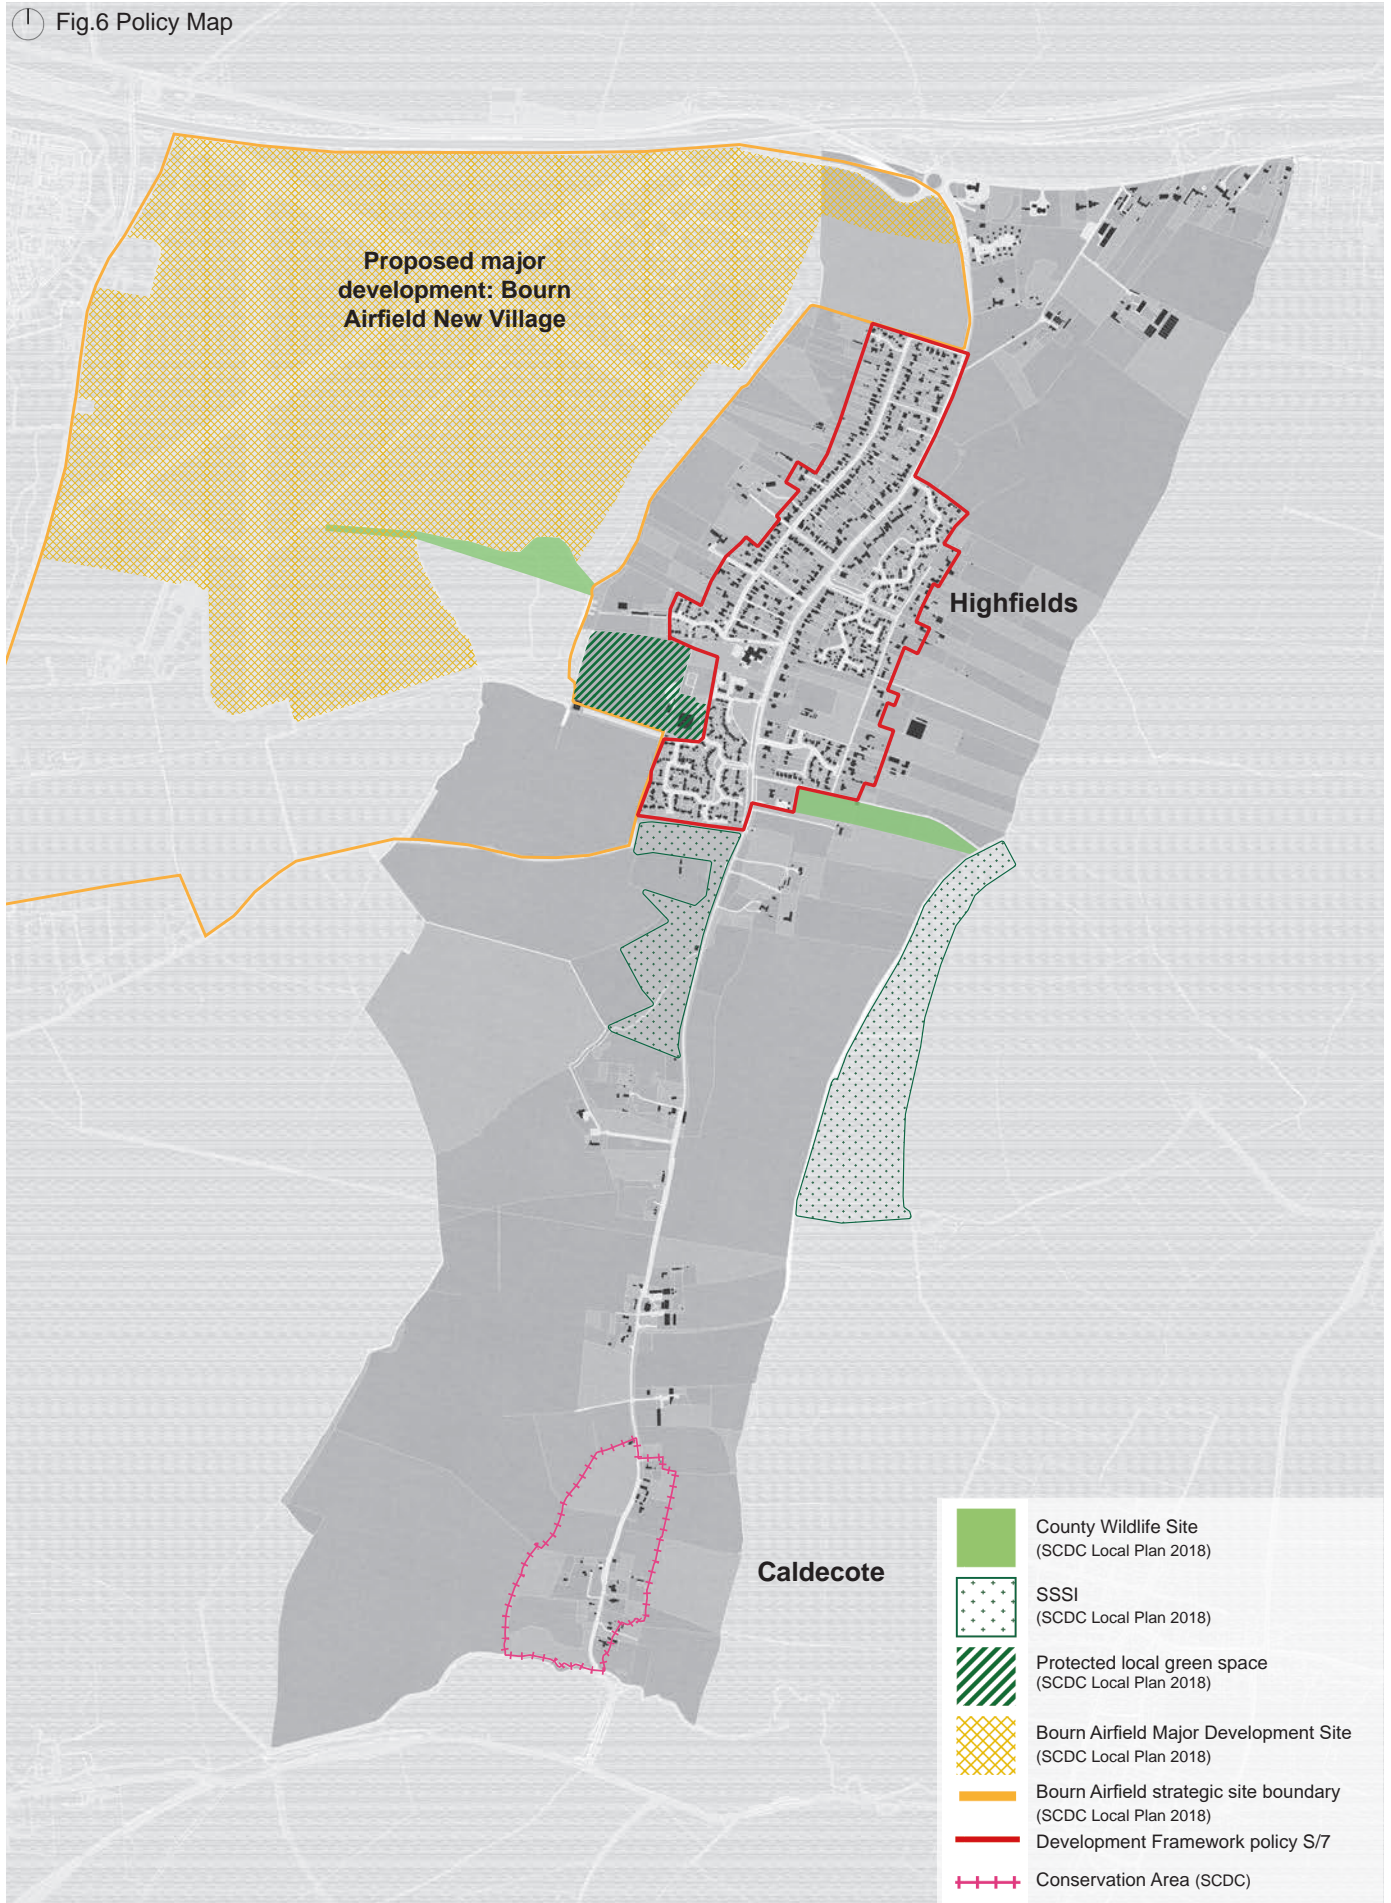 Fig.6 Policy Map
Proposed major
development: Bourn
Airfield New Village
Highfields
Caldecote
County Wildlife Site
(SCDC Local Plan 2018)
SSSI
(SCDC Local Plan 2018)
Protected local green space
(SCDC Local Plan 2018)
Bourn Airfield Major Development Site
(SCDC Local Plan 2018)
Bourn Airfield strategic site boundary
(SCDC Local Plan 2018)
Development Framework policy S/7
Conservation Area (SCDC)